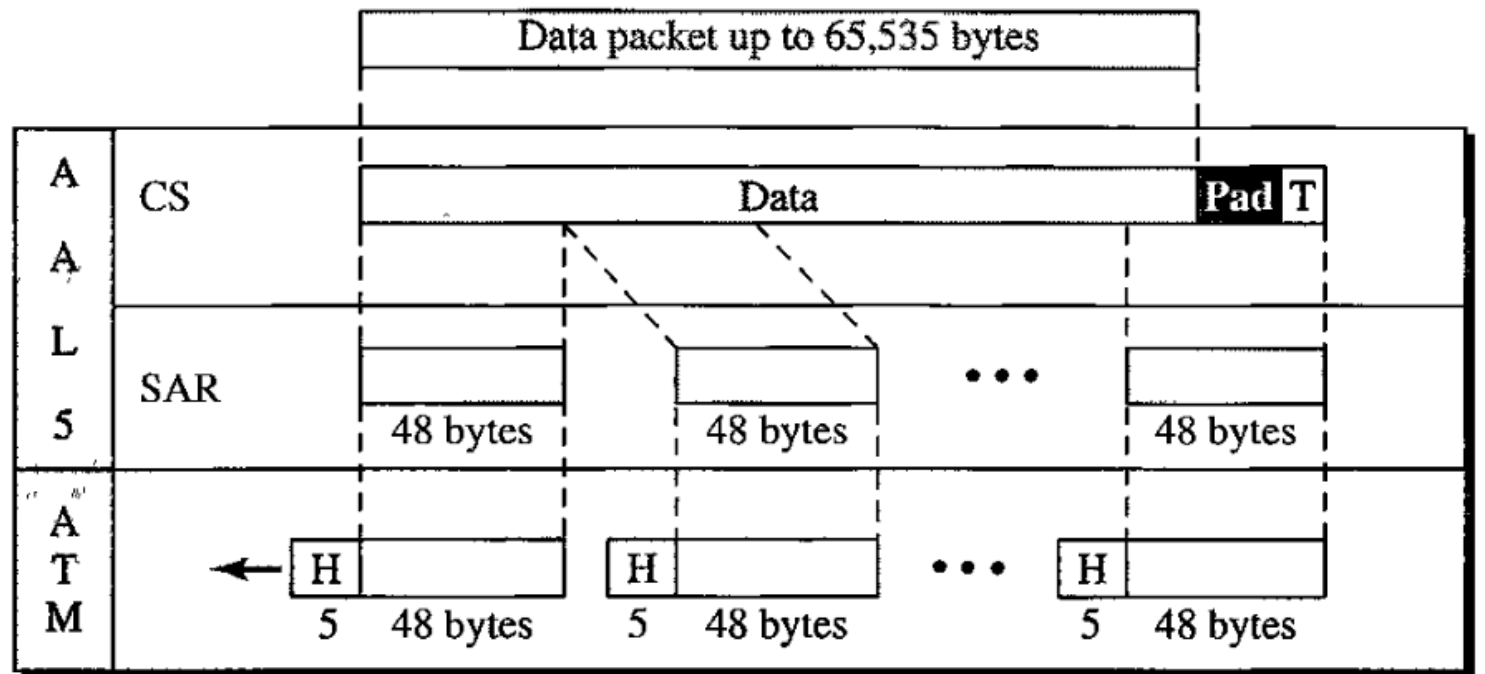 Data packet up to 65,535 bytes
A
A
L
5
CS
Data Pad T
SAR
48 bytes 48 bytes 48 bytes
A
T
M
H H H
5 48 bytes 5 48 bytes 5 48 bytes